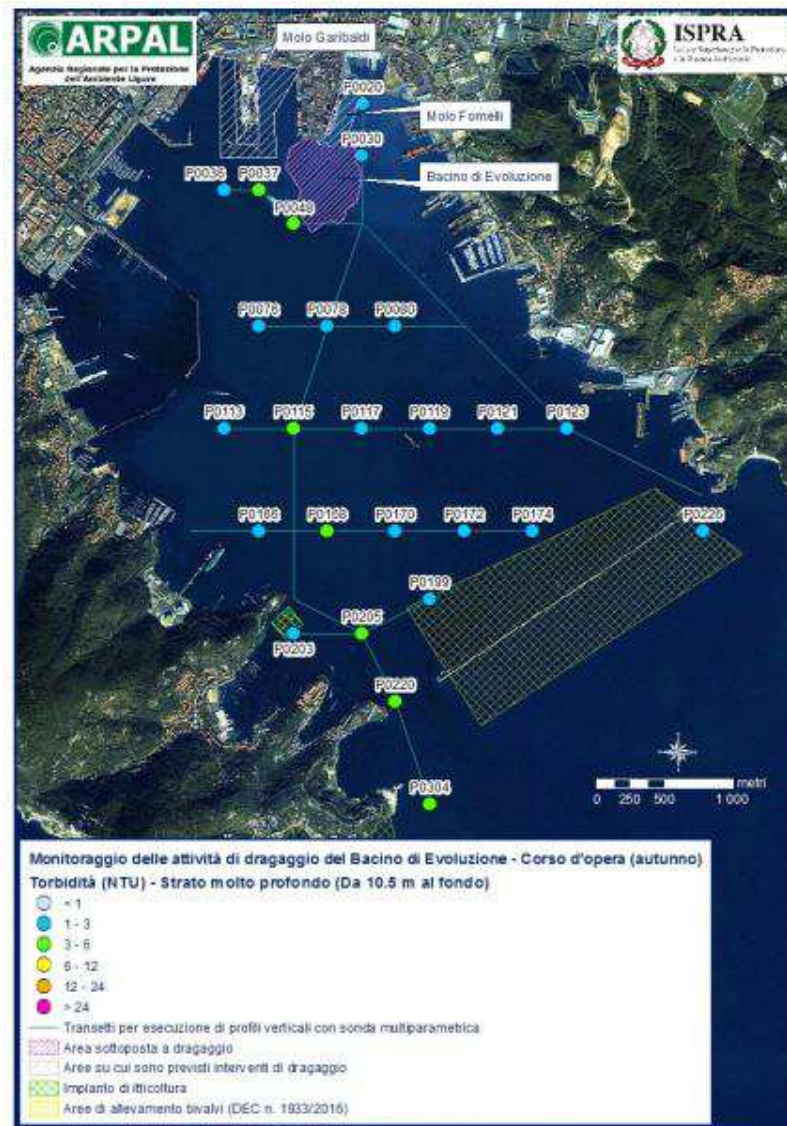 ARPAL
Agenzia Regionale per la Protezione
dell'Ambiente Ligure
Molo Garibaldi
ISPRA
P0020
Molo Fornelli
P0030
Bacino di Evoluzione
P0036
P0037
P0048
P0076
P0078
P0080
P0113
P0115
P0117
P0119
P0121
P0123
P0166
P0168
P0170
P0172
P0174
P0226
P0199
P0205
P0203
P0220
P0304
metri
0 250 500 1 000
Monitoraggio delle attività di dragaggio del Bacino di Evoluzione - Corso d'opera (autunno)
Torbidità (NTU) - Strato molto profondo (Da 10.5 m al fondo)
< 1
1 - 3
3 - 6
6 - 12
12 - 24
> 24
Transetti per esecuzione di profili verticali con sonda multiparametrica
Area sottoposta a dragaggio
Aree su cui sono previsti interventi di dragaggio
Impianto di itticoltura
Aree di allevamento bivalvi (DEC n. 1933/2016)